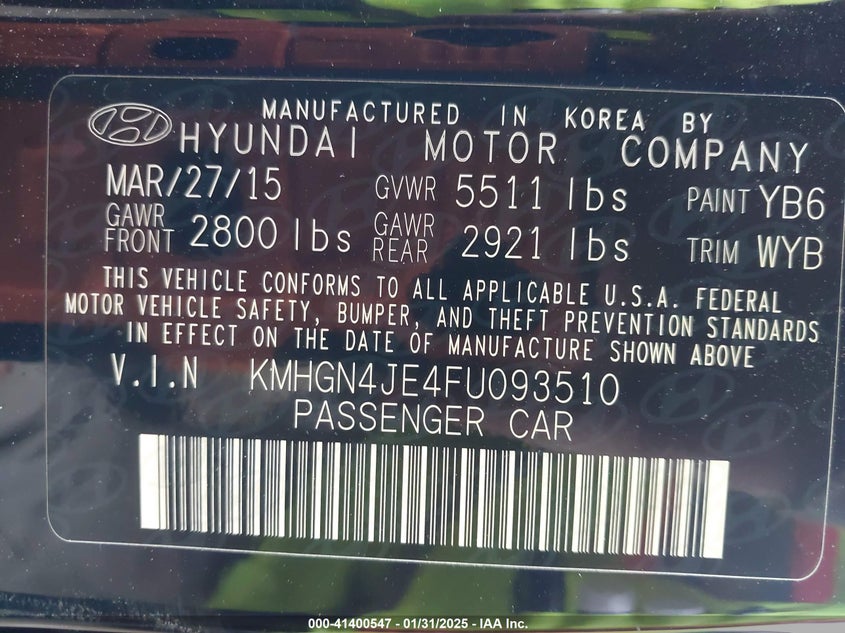 MANUFACTURED IN KOREA BY
HYUNDAI MOTOR COMPANY
MAR/27/15 GVWR 5511 lbs PAINT YB6
GAWR FRONT 2800 lbs GAWR REAR 2921 lbs TRIM WYB
THIS VEHICLE CONFORMS TO ALL APPLICABLE U.S.A. FEDERAL
MOTOR VEHICLE SAFETY, BUMPER, AND THEFT PREVENTION STANDARDS
IN EFFECT ON THE DATE OF MANUFACTURE SHOWN ABOVE
V.I.N KMHGN4JE4FU093510
PASSENGER CAR
000-41400547 - 01/31/2025 - IAA Inc.